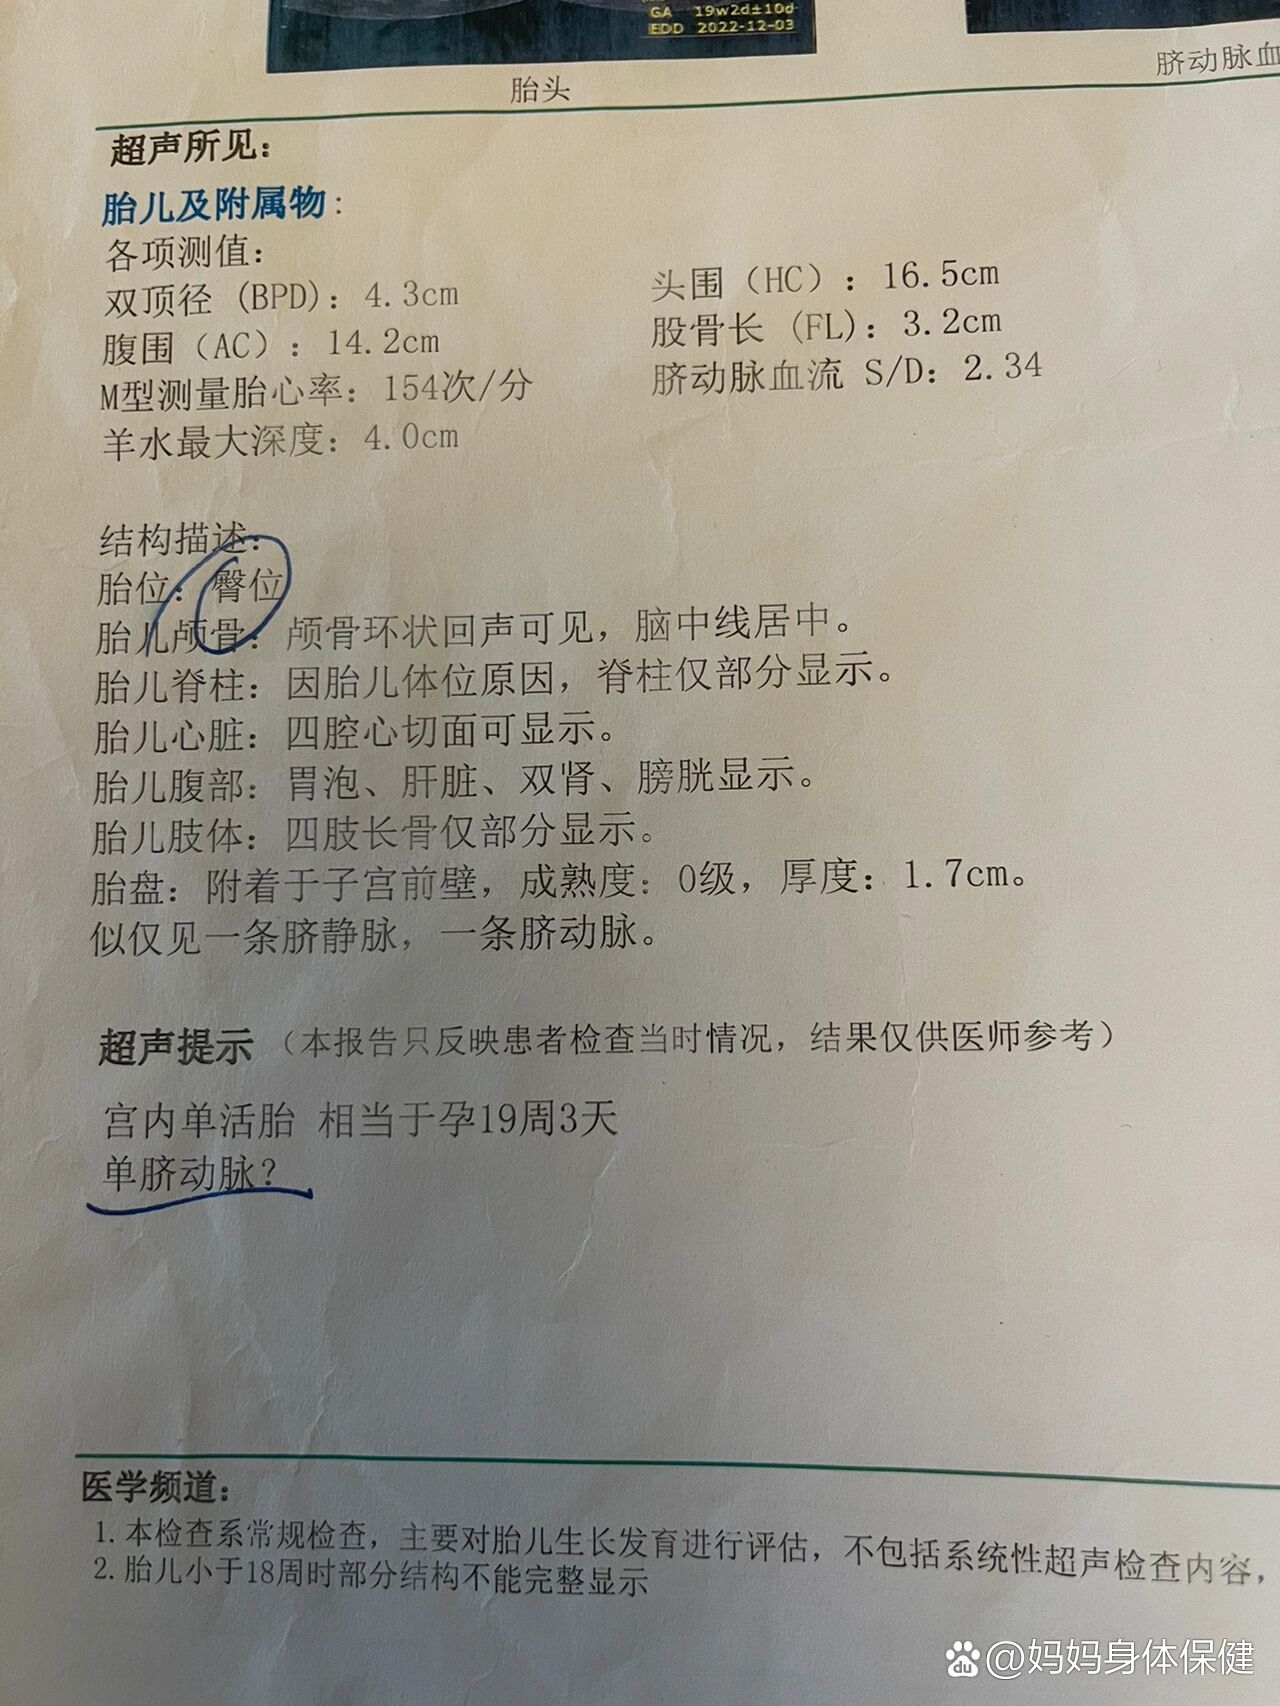 GA 19w2d±10d
EDD 2022-12-03
胎头
脐动脉血
超声所见：
胎儿及附属物：
各项测值：
双顶径 (BPD)：4.3cm 头围（HC）：16.5cm
腹围（AC）：14.2cm 股骨长 (FL)：3.2cm
M型测量胎心率：154次/分 脐动脉血流 S/D：2.34
羊水最大深度：4.0cm
结构描述：
胎位：臀位
胎儿颅骨：颅骨环状回声可见，脑中线居中。
胎儿脊柱：因胎儿体位原因，脊柱仅部分显示。
胎儿心脏：四腔心切面可显示。
胎儿腹部：胃泡、肝脏、双肾、膀胱显示。
胎儿肢体：四肢长骨仅部分显示。
胎盘：附着于子宫前壁，成熟度：0级，厚度：1.7cm。
似仅见一条脐静脉，一条脐动脉。
超声提示（本报告只反映患者检查当时情况，结果仅供医师参考）
宫内单活胎 相当于孕19周3天
单脐动脉？
医学频道：
1.本检查系常规检查，主要对胎儿生长发育进行评估，不包括系统性超声检查内容，
2.胎儿小于18周时部分结构不能完整显示
Bai du @妈妈身体保健